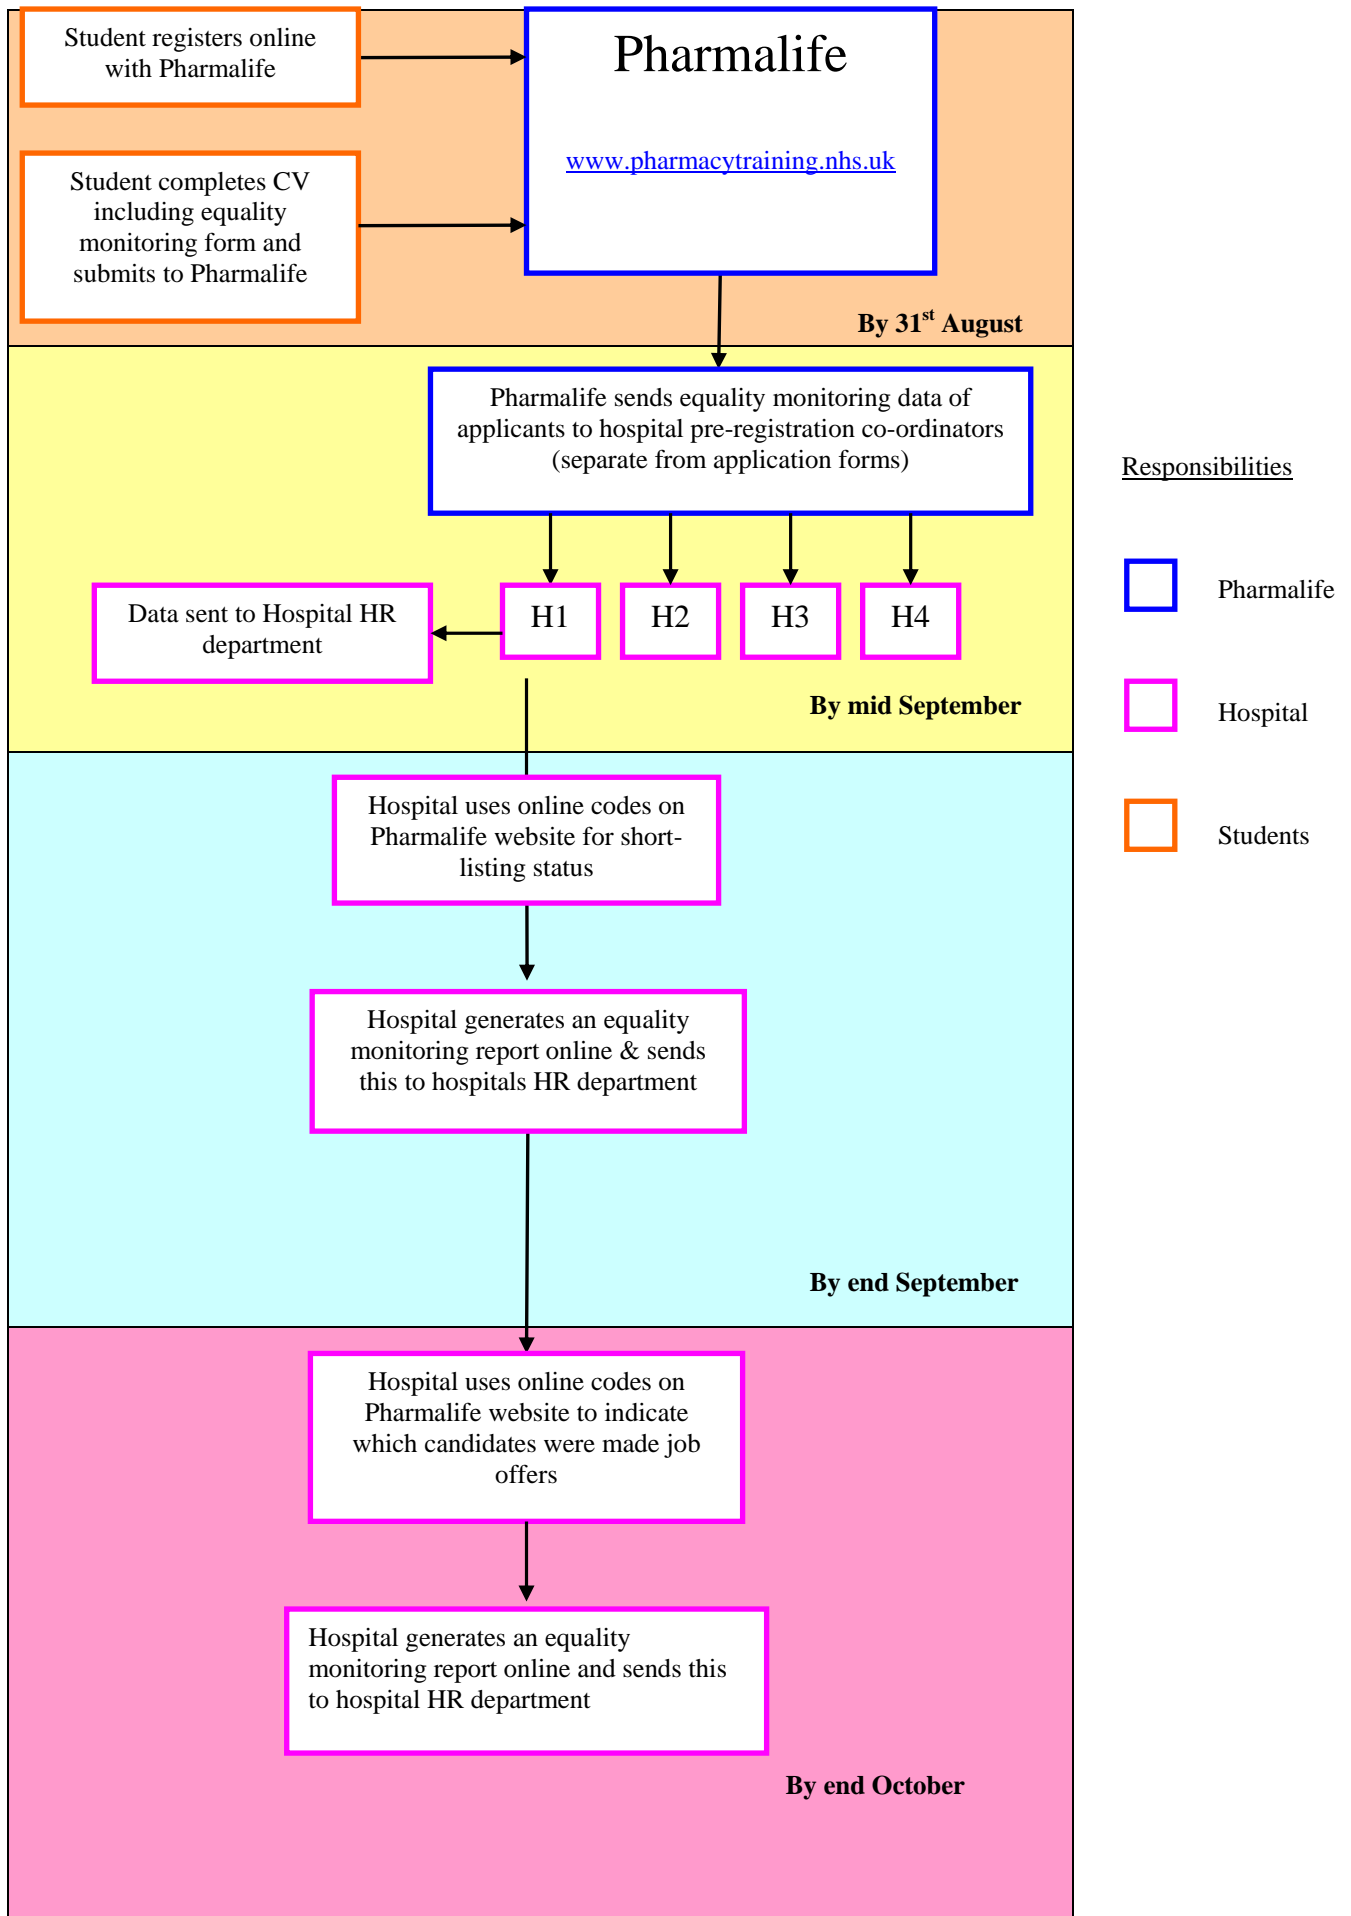 Student registers online
with Pharmalife
Pharmalife
www.pharmacytraining.nhs.uk
Student completes CV
including equality
monitoring form and
submits to Pharmalife
By 31st August
Pharmalife sends equality monitoring data of
applicants to hospital pre-registration co-ordinators
(separate from application forms)
Responsibilities
Pharmalife
Hospital
Students
Data sent to Hospital HR
department
H1
H2
H3
H4
By mid September
Hospital uses online codes on
Pharmalife website for short-
listing status
Hospital generates an equality
monitoring report online & sends
this to hospitals HR department
By end September
Hospital uses online codes on
Pharmalife website to indicate
which candidates were made job
offers
Hospital generates an equality
monitoring report online and sends this
to hospital HR department
By end October